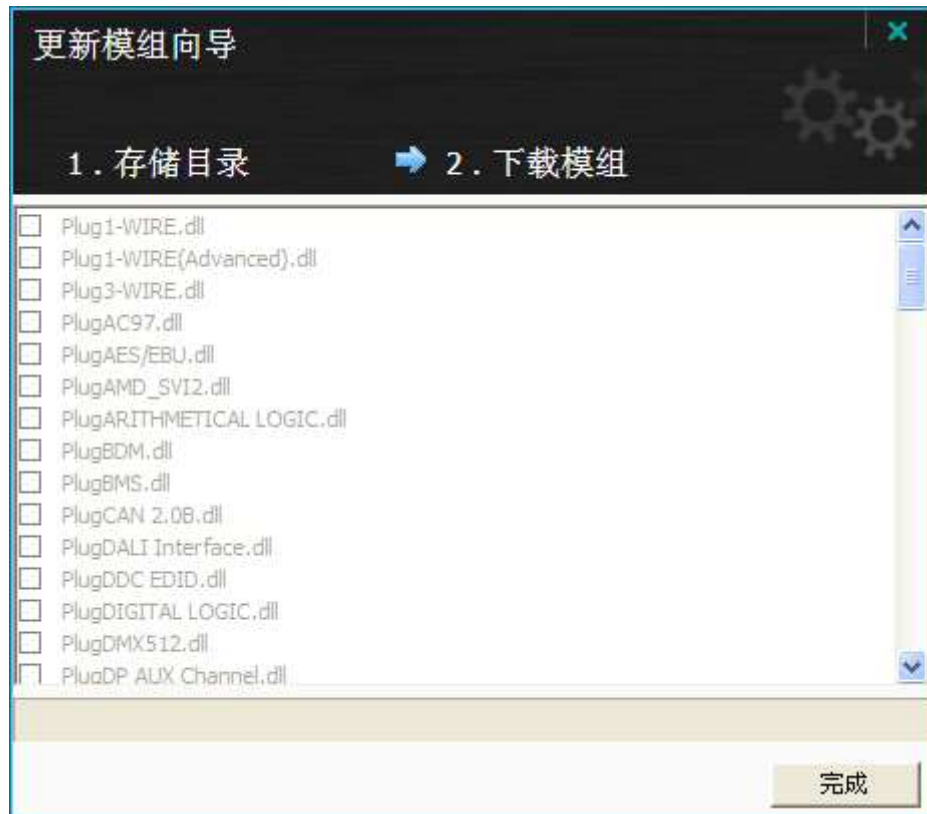 更新模组向导
1.存储目录
2.下载模组
Plug1-WIRE.dll
Plug1-WIRE(Advanced).dll
Plug3-WIRE.dll
PlugAC97.dll
PlugAES/EBU.dll
PlugAMD_SVI2.dll
PlugARITHMETICAL LOGIC.dll
PlugBDM.dll
PlugBMS.dll
PlugCAN 2.0B.dll
PlugDALI Interface.dll
PlugDDC EDID.dll
PlugDIGITAL LOGIC.dll
PlugDMX512.dll
PlugDP AUX Channel.dll
完成